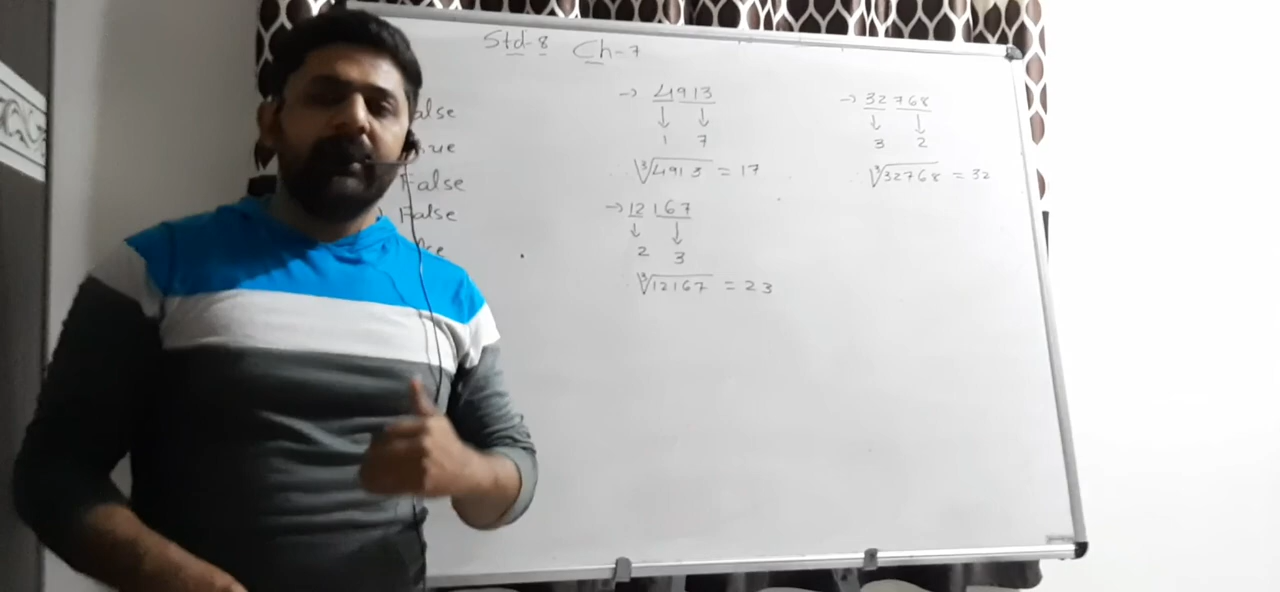 Std-8 Ch-7
alse
ue
False
False
lse
→ 4913
↓ ↓
1 7
∛4913 = 17
→ 12167
↓ ↓
2 3
∛12167 = 23
→ 32768
↓ ↓
3 2
∛32768 = 32